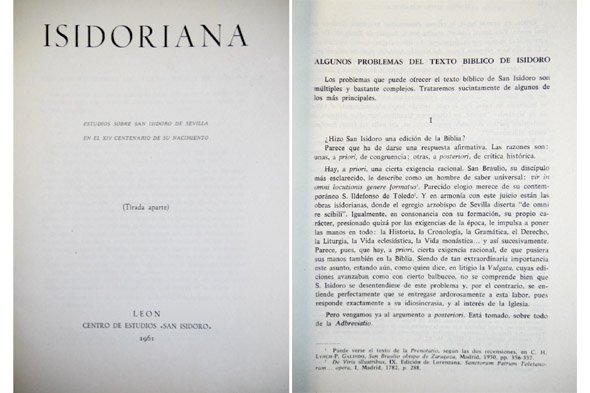 ISIDORIANA
ESTUDIOS SOBRE SAN ISIDORO DE SEVILLA
EN EL XIV CENTENARIO DE SU NACIMIENTO
(Tirada aparte)
LEON
CENTRO DE ESTUDIOS «SAN ISIDORO»
1961
ALGUNOS PROBLEMAS DEL TEXTO BIBLICO DE ISIDORO
Los problemas que puede ofrecer el texto bíblico de San Isidoro son
múltiples y bastante complejos. Trataremos sucintamente de algunos de
los más principales.
I
¿Hizo San Isidoro una edición de la Biblia?
Parece que ha de darse una respuesta afirmativa. Las razones son:
unas, a priori, de congruencia; otras, a posteriori, de crítica histórica.
Hay, a priori, una cierta exigencia racional. San Braulio, su discípulo
más esclarecido, le describe como un hombre de saber universal: vir in
omni locutionis genere formatus¹. Parecido elogio merece de su contem-
poráneo S. Ildefonso de Toledo². Y en armonía con este juicio están las
obras isidorianas, donde el egregio arzobispo de Sevilla diserta "de omni
re scibili". Igualmente, en consonancia con su formación, su propio ca-
rácter, presionado quizá por las exigencias de la época, le impulsa a poner
las manos en todo: la Historia, la Cronología, la Gramática, el Derecho,
la Liturgia, la Vida eclesiástica, la Vida monástica... y así sucesivamente.
Parece, pues, que hay, a priori, cierta exigencia racional, de que pusiera
sus manos también en la Biblia. Siendo de tan extraordinaria importancia
este asunto, estando aún, como quien dice, en litigio la Vulgata, cuyas edi-
ciones avanzaban como con cierto balbuceo, no se comprende bien que
S. Isidoro se desentendiese de este problema y, por el contrario, se en-
tiende perfectamente que se entregase ardorosamente a esta labor, pues
responde exactamente a su idiosincrasia, y al interés de la Iglesia.
Pero vengamos ya al argumento a posteriori. Está tomado, sobre todo
de la Adbreviatio.
¹ Puede verse el texto de la Prenotatio, según las dos recensiones, en C. H.
LYNCH-P. GALINDO, San Braulio obispo de Zaragoza, Madrid, 1950, pp. 356-357.
² De Viris illustribus, IX. Edición de Lorenzana. Sanctorum Patrum Toletano-
rum... opera, I, Madrid, 1782, p. 288.